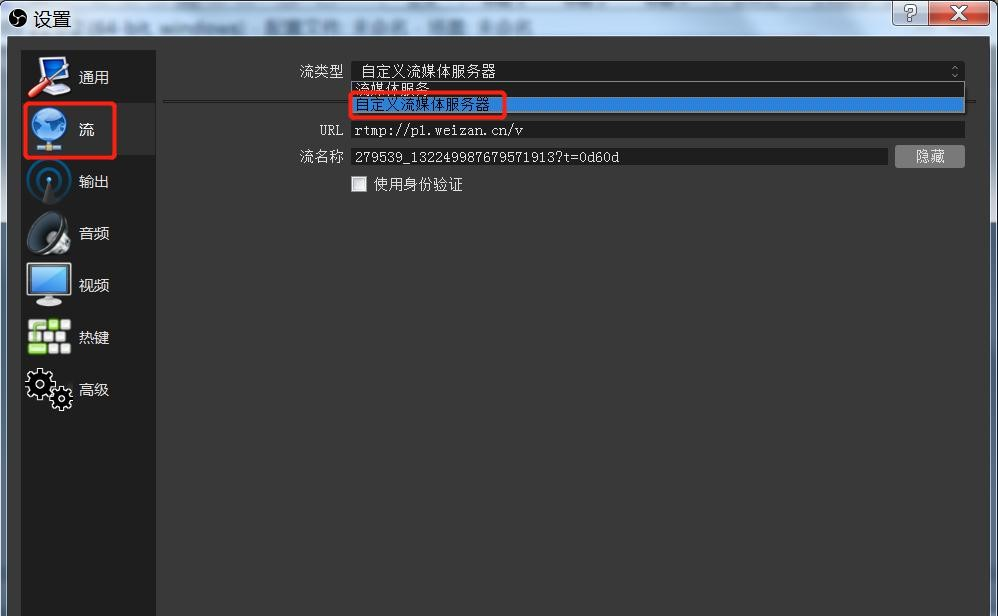 设置
通用
流
输出
音频
视频
热键
高级
流类型 自定义流媒体服务器
流媒体服务
自定义流媒体服务器
URL rtmp://p1.weizan.cn/v
流名称 279539_132249987679571913?t=0d60d 隐藏
使用身份验证